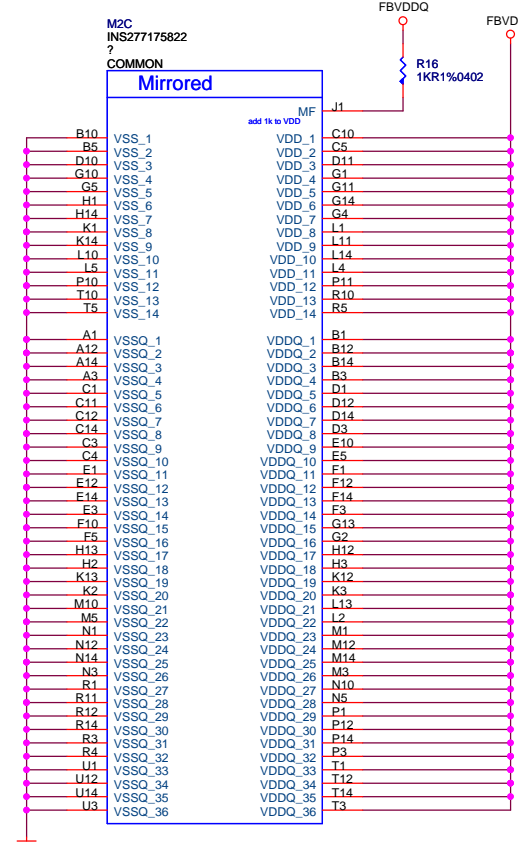 FBVDDQ
FBVD
M2C
INS277175822
?
COMMON
R16
1KR1%0402
Mirrored
MF J1
add 1k to VDD
B10 VSS_1 VDD_1 C10
B5 VSS_2 VDD_2 C5
D10 VSS_3 VDD_3 D11
G10 VSS_4 VDD_4 G1
G5 VSS_5 VDD_5 G11
H1 VSS_6 VDD_6 G14
H14 VSS_7 VDD_7 G4
K1 VSS_8 VDD_8 L1
K14 VSS_9 VDD_9 L11
L10 VSS_10 VDD_10 L14
L5 VSS_11 VDD_11 L4
P10 VSS_12 VDD_12 P11
T10 VSS_13 VDD_13 R10
T5 VSS_14 VDD_14 R5
A1 VSSQ_1 VDDQ_1 B1
A12 VSSQ_2 VDDQ_2 B12
A14 VSSQ_3 VDDQ_3 B14
A3 VSSQ_4 VDDQ_4 B3
C1 VSSQ_5 VDDQ_5 D1
C11 VSSQ_6 VDDQ_6 D12
C12 VSSQ_7 VDDQ_7 D14
C14 VSSQ_8 VDDQ_8 D3
C3 VSSQ_9 VDDQ_9 E10
C4 VSSQ_10 VDDQ_10 E5
E1 VSSQ_11 VDDQ_11 F1
E12 VSSQ_12 VDDQ_12 F12
E14 VSSQ_13 VDDQ_13 F14
E3 VSSQ_14 VDDQ_14 F3
F10 VSSQ_15 VDDQ_15 G13
F5 VSSQ_16 VDDQ_16 G2
H13 VSSQ_17 VDDQ_17 H12
H2 VSSQ_18 VDDQ_18 H3
K13 VSSQ_19 VDDQ_19 K12
K2 VSSQ_20 VDDQ_20 K3
M10 VSSQ_21 VDDQ_21 L13
M5 VSSQ_22 VDDQ_22 L2
N1 VSSQ_23 VDDQ_23 M1
N12 VSSQ_24 VDDQ_24 M12
N14 VSSQ_25 VDDQ_25 M14
N3 VSSQ_26 VDDQ_26 M3
R1 VSSQ_27 VDDQ_27 N10
R11 VSSQ_28 VDDQ_28 N5
R12 VSSQ_29 VDDQ_29 P1
R14 VSSQ_30 VDDQ_30 P12
R3 VSSQ_31 VDDQ_31 P14
R4 VSSQ_32 VDDQ_32 P3
U1 VSSQ_33 VDDQ_33 T1
U12 VSSQ_34 VDDQ_34 T12
U14 VSSQ_35 VDDQ_35 T14
U3 VSSQ_36 VDDQ_36 T3